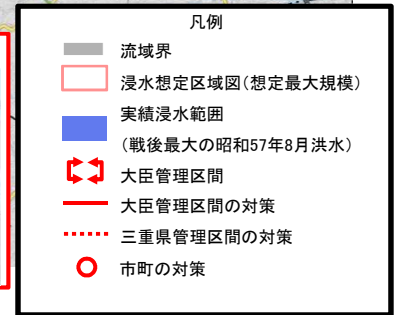 凡例
流域界
浸水想定区域図(想定最大規模)
実績浸水範囲
(戦後最大の昭和57年8月洪水)
大臣管理区間
大臣管理区間の対策
三重県管理区間の対策
市町の対策